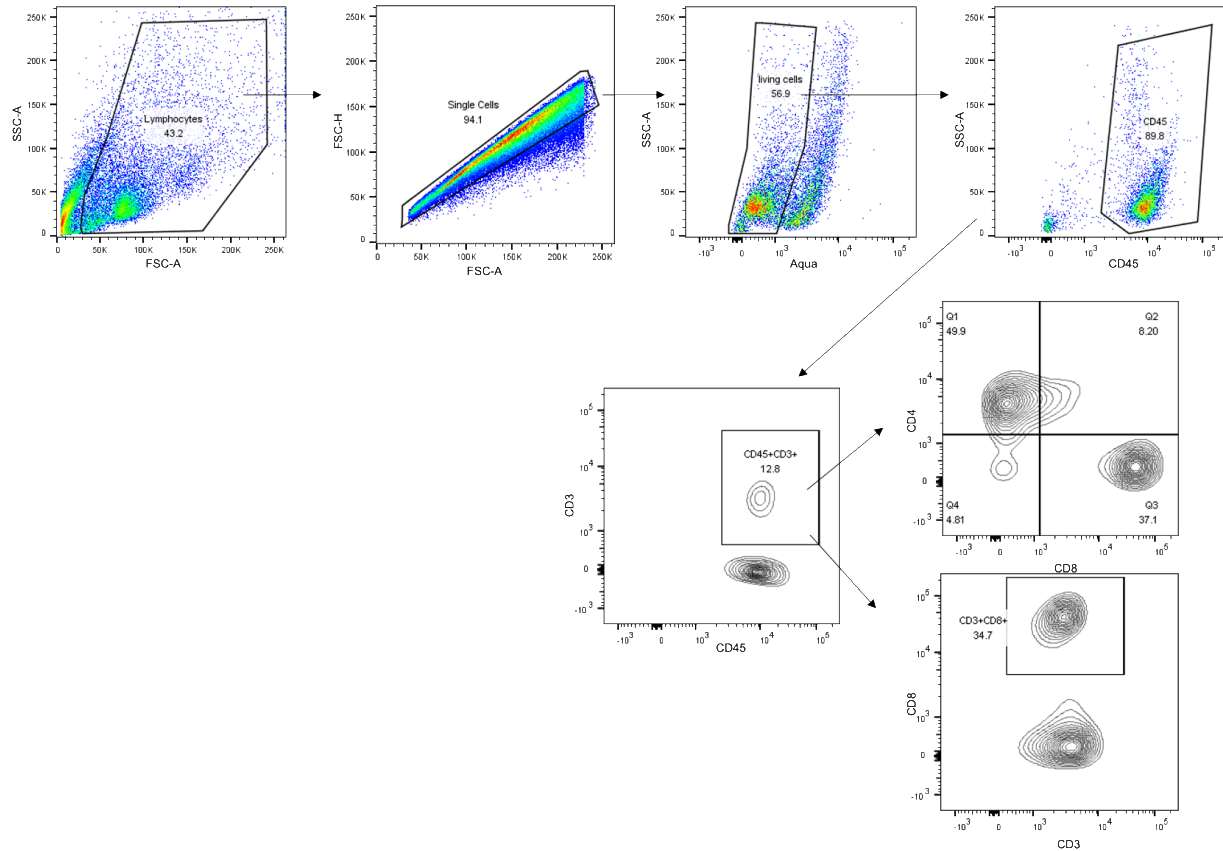 250K
200K
150K
100K
50K
0
SSC-A
Lymphocytes
43.2
0 50K 100K 150K 200K 250K
FSC-A
250K
200K
150K
100K
50K
0
FSC-H
Single Cells
94.1
0 50K 100K 150K 200K 250K
FSC-A
250K
200K
150K
100K
50K
0
SSC-A
living cells
56.9
-10³ 0 10³ 10⁴ 10⁵
Aqua
250K
200K
150K
100K
50K
0
SSC-A
CD45
89.8
-10³ 0 10³ 10⁴ 10⁵
CD45
10⁵
10⁴
10³
0
-10³
CD3
CD45+CD3+
12.8
-10³ 0 10³ 10⁴ 10⁵
CD45
10⁵
10⁴
10³
0
-10³
CD4
Q1
49.9
Q2
8.20
Q4
4.81
Q3
37.1
-10³ 0 10³ 10⁴ 10⁵
CD8
10⁵
10⁴
10³
0
-10³
CD8
CD3+CD8+
34.7
-10³ 0 10³ 10⁴ 10⁵
CD3